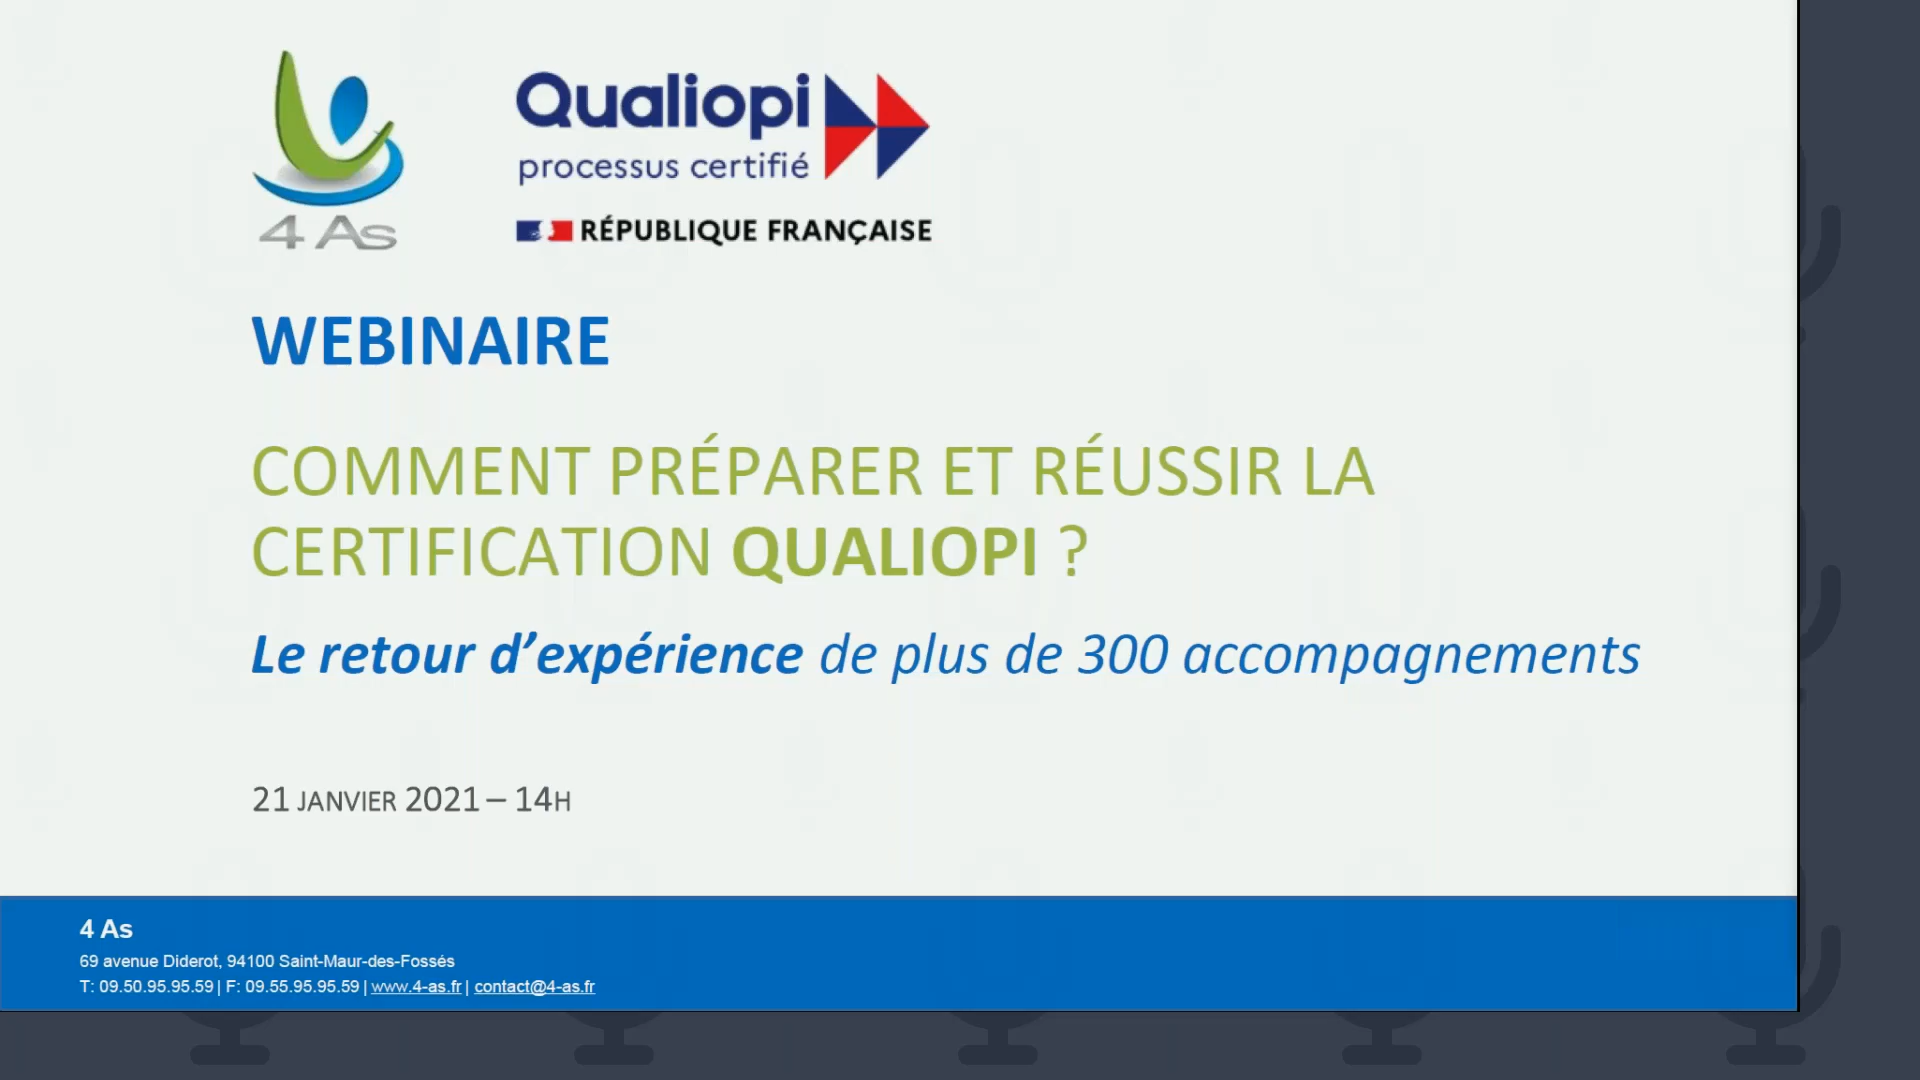 4 As
Qualiopi
processus certifié
RÉPUBLIQUE FRANÇAISE
WEBINAIRE
COMMENT PRÉPARER ET RÉUSSIR LA
CERTIFICATION QUALIOPI ?
Le retour d’expérience de plus de 300 accompagnements
21 JANVIER 2021 – 14H
4 As
69 avenue Diderot, 94100 Saint-Maur-des-Fossés
T: 09.50.95.95.59 | F: 09.55.95.95.59 | www.4-as.fr | contact@4-as.fr